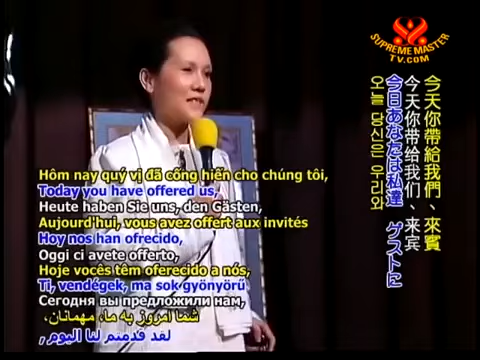 SUPREME MASTER
TV.COM
Hôm nay quý vị đã cống hiến cho chúng tôi,
Today you have offered us,
Heute haben Sie uns, den Gästen,
Aujourd'hui, vous avez offert aux invités
Hoy nos han ofrecido,
Oggi ci avete offerto,
Hoje vocês têm oferecido a nós,
Ti, vendégek, ma sok gyönyörű
Сегодня вы предложили нам,
شما امروز به ما، مهمانان،
لقد قدمتم لنا اليوم,
今天你帶給我們、來賓
今天你带给我们、来宾
今日あなたは私達 ゲストに
오늘 당신은 우리와